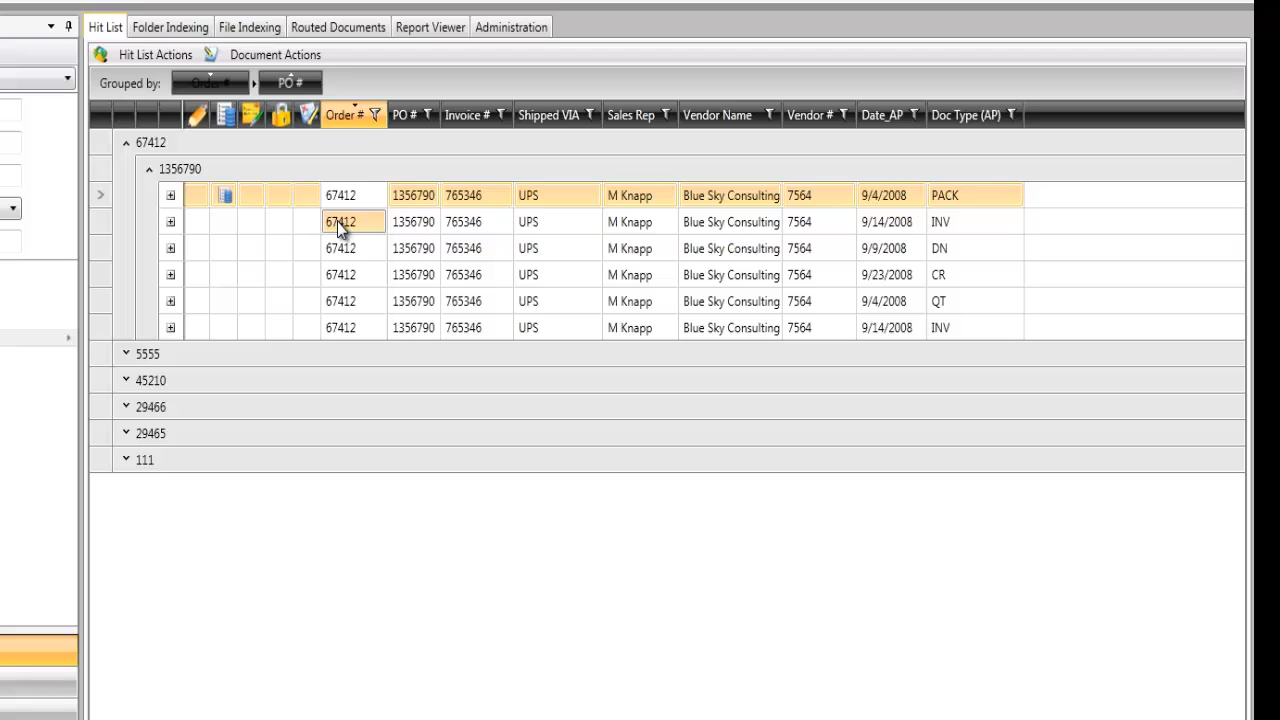 Hit List Folder Indexing File Indexing Routed Documents Report Viewer Administration
Hit List Actions Document Actions
Grouped by: Order # PO #
Order # PO # Invoice # Shipped VIA Sales Rep Vendor Name Vendor # Date_AP Doc Type (AP)
67412
1356790
67412 1356790 765346 UPS M Knapp Blue Sky Consulting 7564 9/4/2008 PACK
67412 1356790 765346 UPS M Knapp Blue Sky Consulting 7564 9/14/2008 INV
67412 1356790 765346 UPS M Knapp Blue Sky Consulting 7564 9/9/2008 DN
67412 1356790 765346 UPS M Knapp Blue Sky Consulting 7564 9/23/2008 CR
67412 1356790 765346 UPS M Knapp Blue Sky Consulting 7564 9/4/2008 QT
67412 1356790 765346 UPS M Knapp Blue Sky Consulting 7564 9/14/2008 INV
5555
45210
29466
29465
111